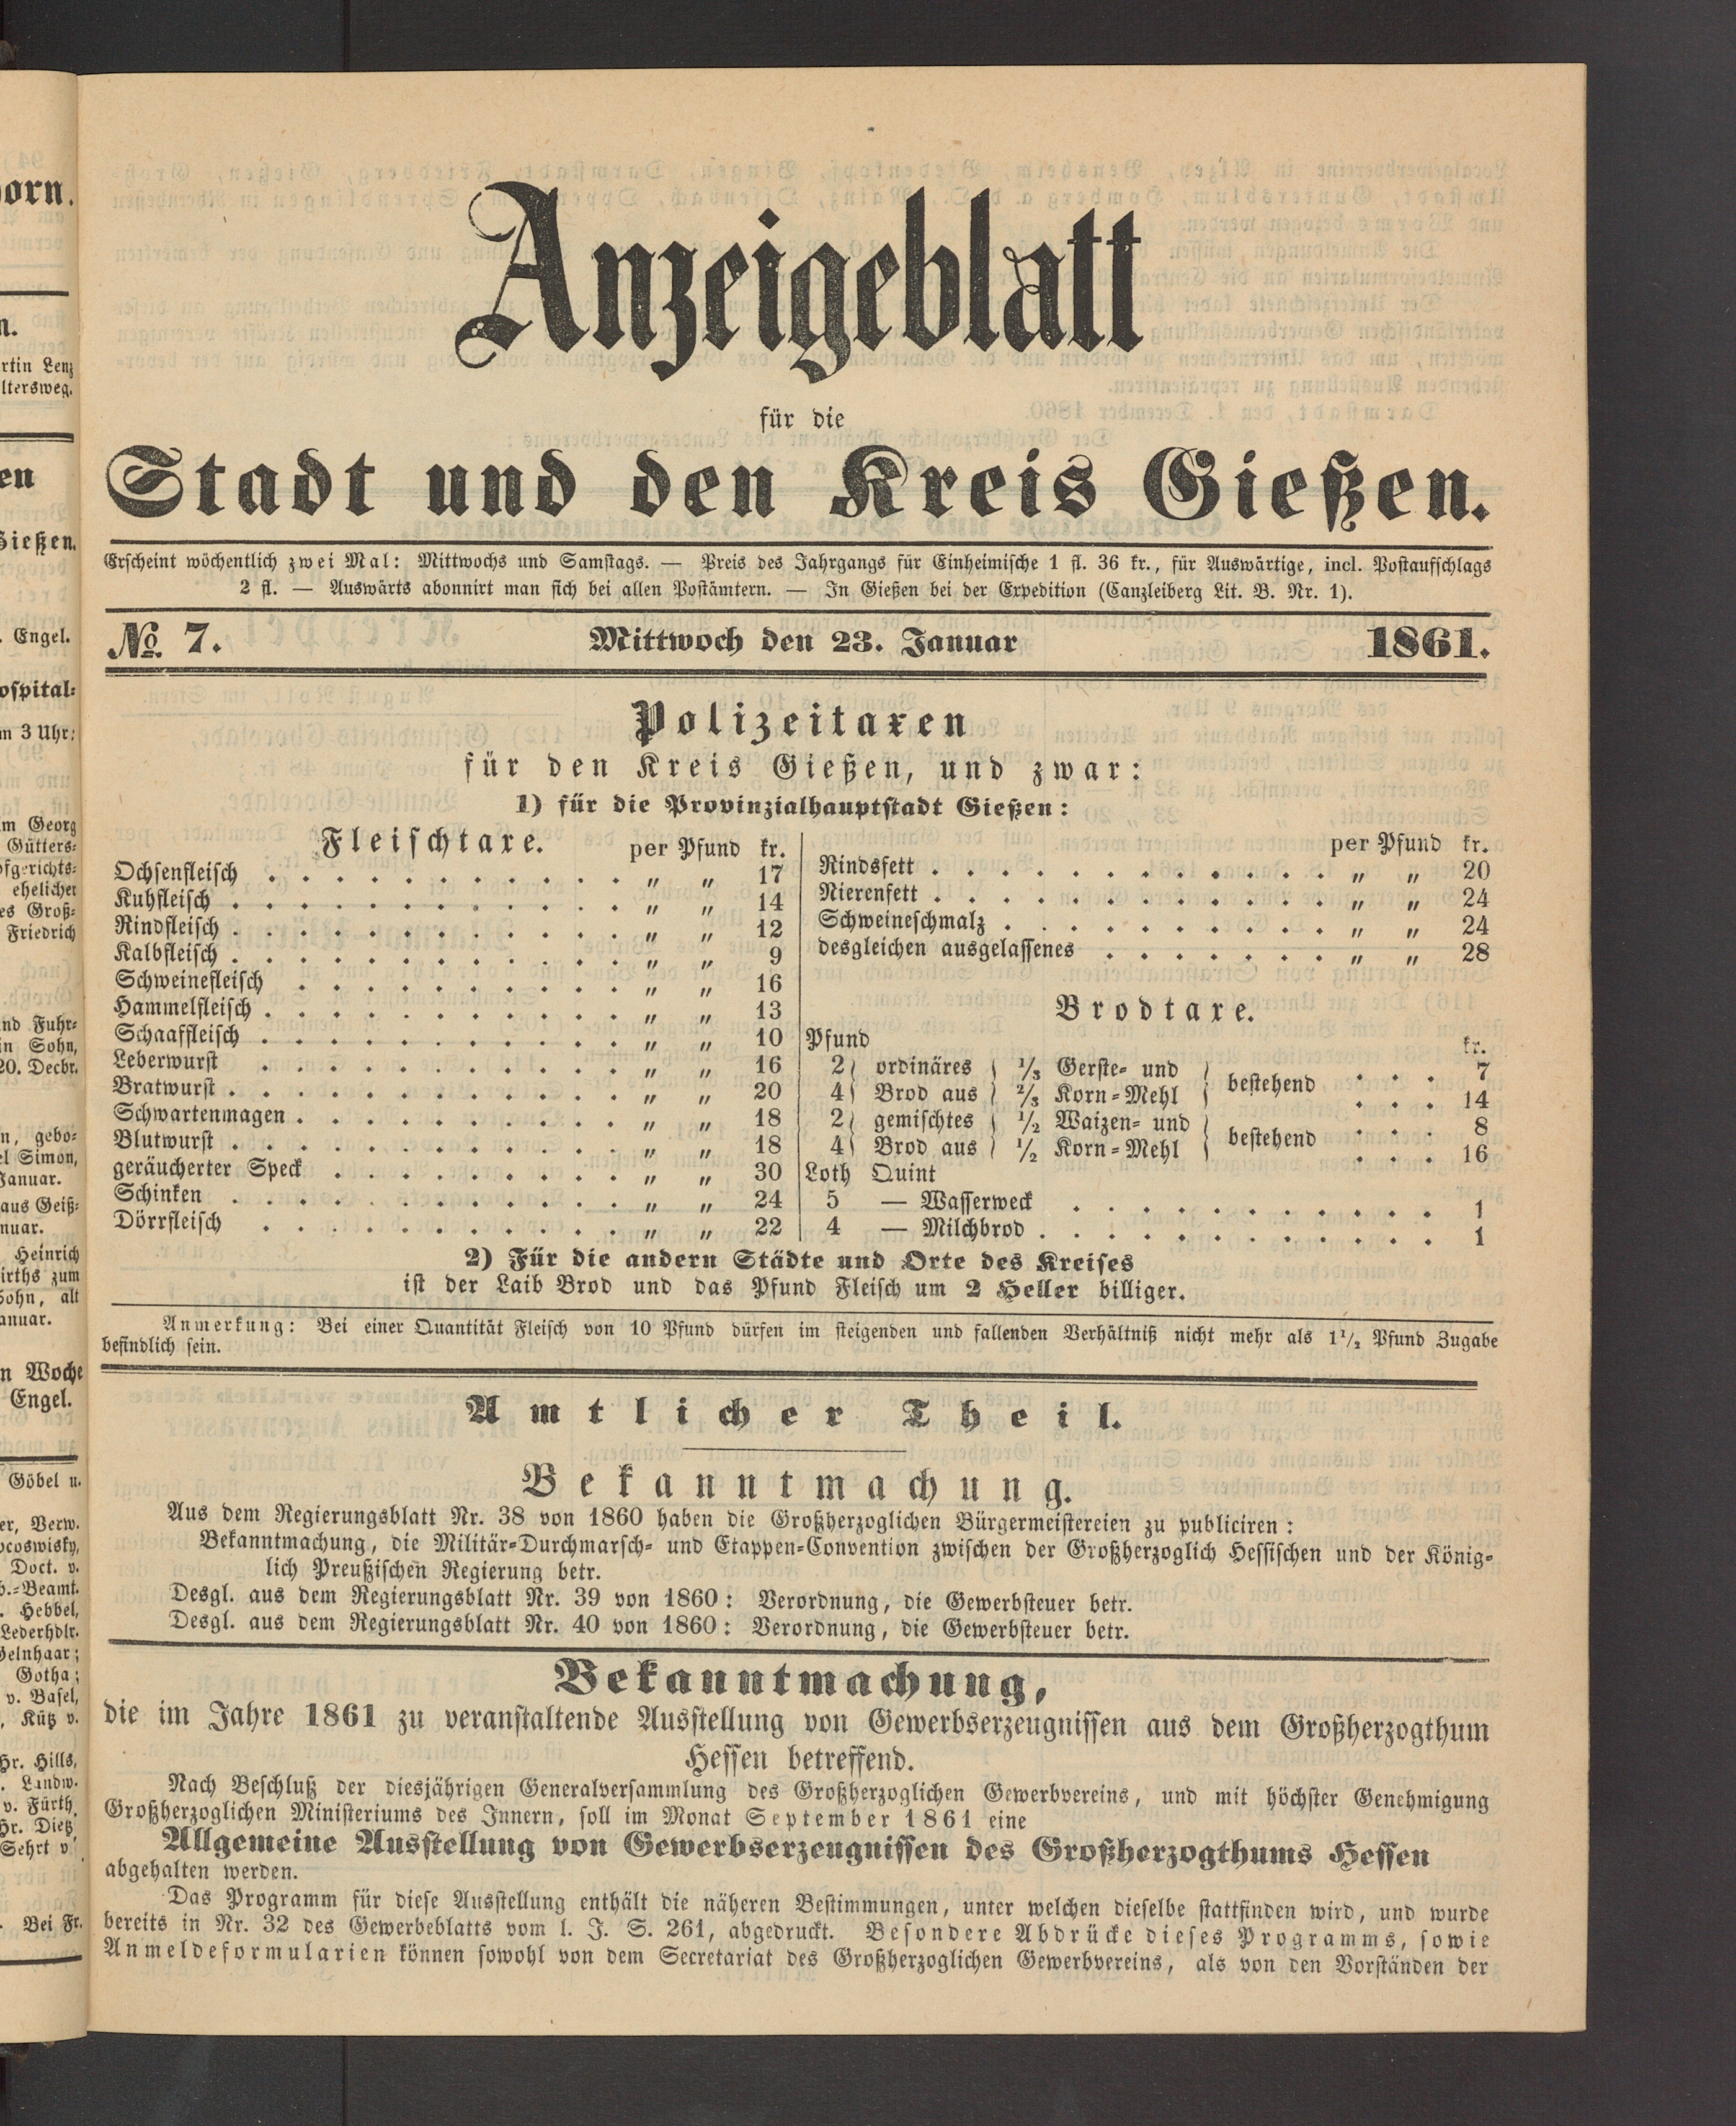 Anzeigeblatt
für die
Stadt und den Kreis Gießen.
Erscheint wöchentlich zwei Mal: Mittwochs und Samstags. — Preis des Jahrgangs für Einheimische 1 fl. 36 kr., für Auswärtige, incl. Postaufschlags
2 fl. — Auswärts abonnirt man sich bei allen Postämtern. — In Gießen bei der Expedition (Canzleiberg Lit. B. Nr. 1).
No. 7. Mittwoch den 23. Januar 1861.
Polizeitaxen
für den Kreis Gießen, und zwar:
1) für die Provinzialhauptstadt Gießen:
Fleischtaxe. per Pfund kr.
Ochsenfleisch . . . . . . . . . . . „ „ 17
Kuhfleisch . . . . . . . . . . . „ „ 14
Rindfleisch . . . . . . . . . . . „ „ 12
Kalbfleisch . . . . . . . . . . . „ „ 9
Schweinefleisch . . . . . . . . . . „ „ 16
Hammelfleisch . . . . . . . . . . . „ „ 13
Schaaffleisch . . . . . . . . . . . „ „ 10
Leberwurst . . . . . . . . . . . „ „ 16
Bratwurst . . . . . . . . . . . . „ „ 20
Schwartenmagen . . . . . . . . . . „ „ 18
Blutwurst . . . . . . . . . . . . „ „ 18
geräucherter Speck . . . . . . . . . „ „ 30
Schinken . . . . . . . . . . . . „ „ 24
Dörrfleisch . . . . . . . . . . . „ „ 22
per Pfund kr.
Rindsfett . . . . . . . . . . . . „ „ 20
Nierenfett . . . . . . . . . . . . „ „ 24
Schweineschmalz . . . . . . . . . . „ „ 24
desgleichen ausgelassenes . . . . . . . „ „ 28
Brodtaxe.
Pfund kr.
2 } ordinäres { 1/3 Gerste- und } bestehend . . . 7
4 } Brod aus { 2/3 Korn-Mehl } . . . 14
2 } gemischtes { 1/2 Waizen- und } bestehend . . . 8
4 } Brod aus { 1/2 Korn-Mehl } . . . 16
Loth Quint
5 — Wasserweck . . . . . . . . . . . 1
4 — Milchbrod . . . . . . . . . . . . 1
2) Für die andern Städte und Orte des Kreises
ist der Laib Brod und das Pfund Fleisch um 2 Heller billiger.
Anmerkung: Bei einer Quantität Fleisch von 10 Pfund dürfen im steigenden und fallenden Verhältniß nicht mehr als 1 1/2 Pfund Zugabe
befindlich sein.
Amtlicher Theil.
Bekanntmachung.
Aus dem Regierungsblatt Nr. 38 von 1860 haben die Großherzoglichen Bürgermeistereien zu publiciren:
Bekanntmachung, die Militär-Durchmarsch- und Etappen-Convention zwischen der Großherzoglich Hessischen und der König-
lich Preußischen Regierung betr.
Desgl. aus dem Regierungsblatt Nr. 39 von 1860: Verordnung, die Gewerbsteuer betr.
Desgl. aus dem Regierungsblatt Nr. 40 von 1860: Verordnung, die Gewerbsteuer betr.
Bekanntmachung,
die im Jahre 1861 zu veranstaltende Ausstellung von Gewerbserzeugnissen aus dem Großherzogthum
Hessen betreffend.
Nach Beschluß der diesjährigen Generalversammlung des Großherzoglichen Gewerbvereins, und mit höchster Genehmigung
Großherzoglichen Ministeriums des Innern, soll im Monat September 1861 eine
Allgemeine Ausstellung von Gewerbserzeugnissen des Großherzogthums Hessen
abgehalten werden.
Das Programm für diese Ausstellung enthält die näheren Bestimmungen, unter welchen dieselbe stattfinden wird, und wurde
bereits in Nr. 32 des Gewerbeblatts vom l. J. S. 261, abgedruckt. Besondere Abdrücke dieses Programms, sowie
Anmeldeformularien können sowohl von dem Secretariat des Großherzoglichen Gewerbvereins, als von den Vorständen der